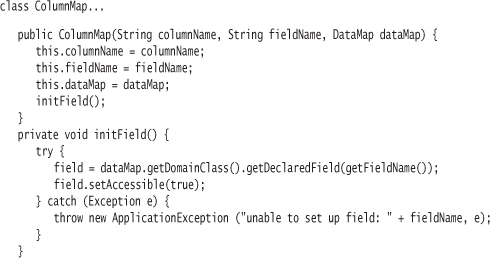 class ColumnMap...
public ColumnMap(String columnName, String fieldName, DataMap dataMap) {
this.columnName = columnName;
this.fieldName = fieldName;
this.dataMap = dataMap;
initField();
}
private void initField() {
try {
field = dataMap.getDomainClass().getDeclaredField(getFieldName());
field.setAccessible(true);
} catch (Exception e) {
throw new ApplicationException ("unable to set up field: " + fieldName, e);
}
}